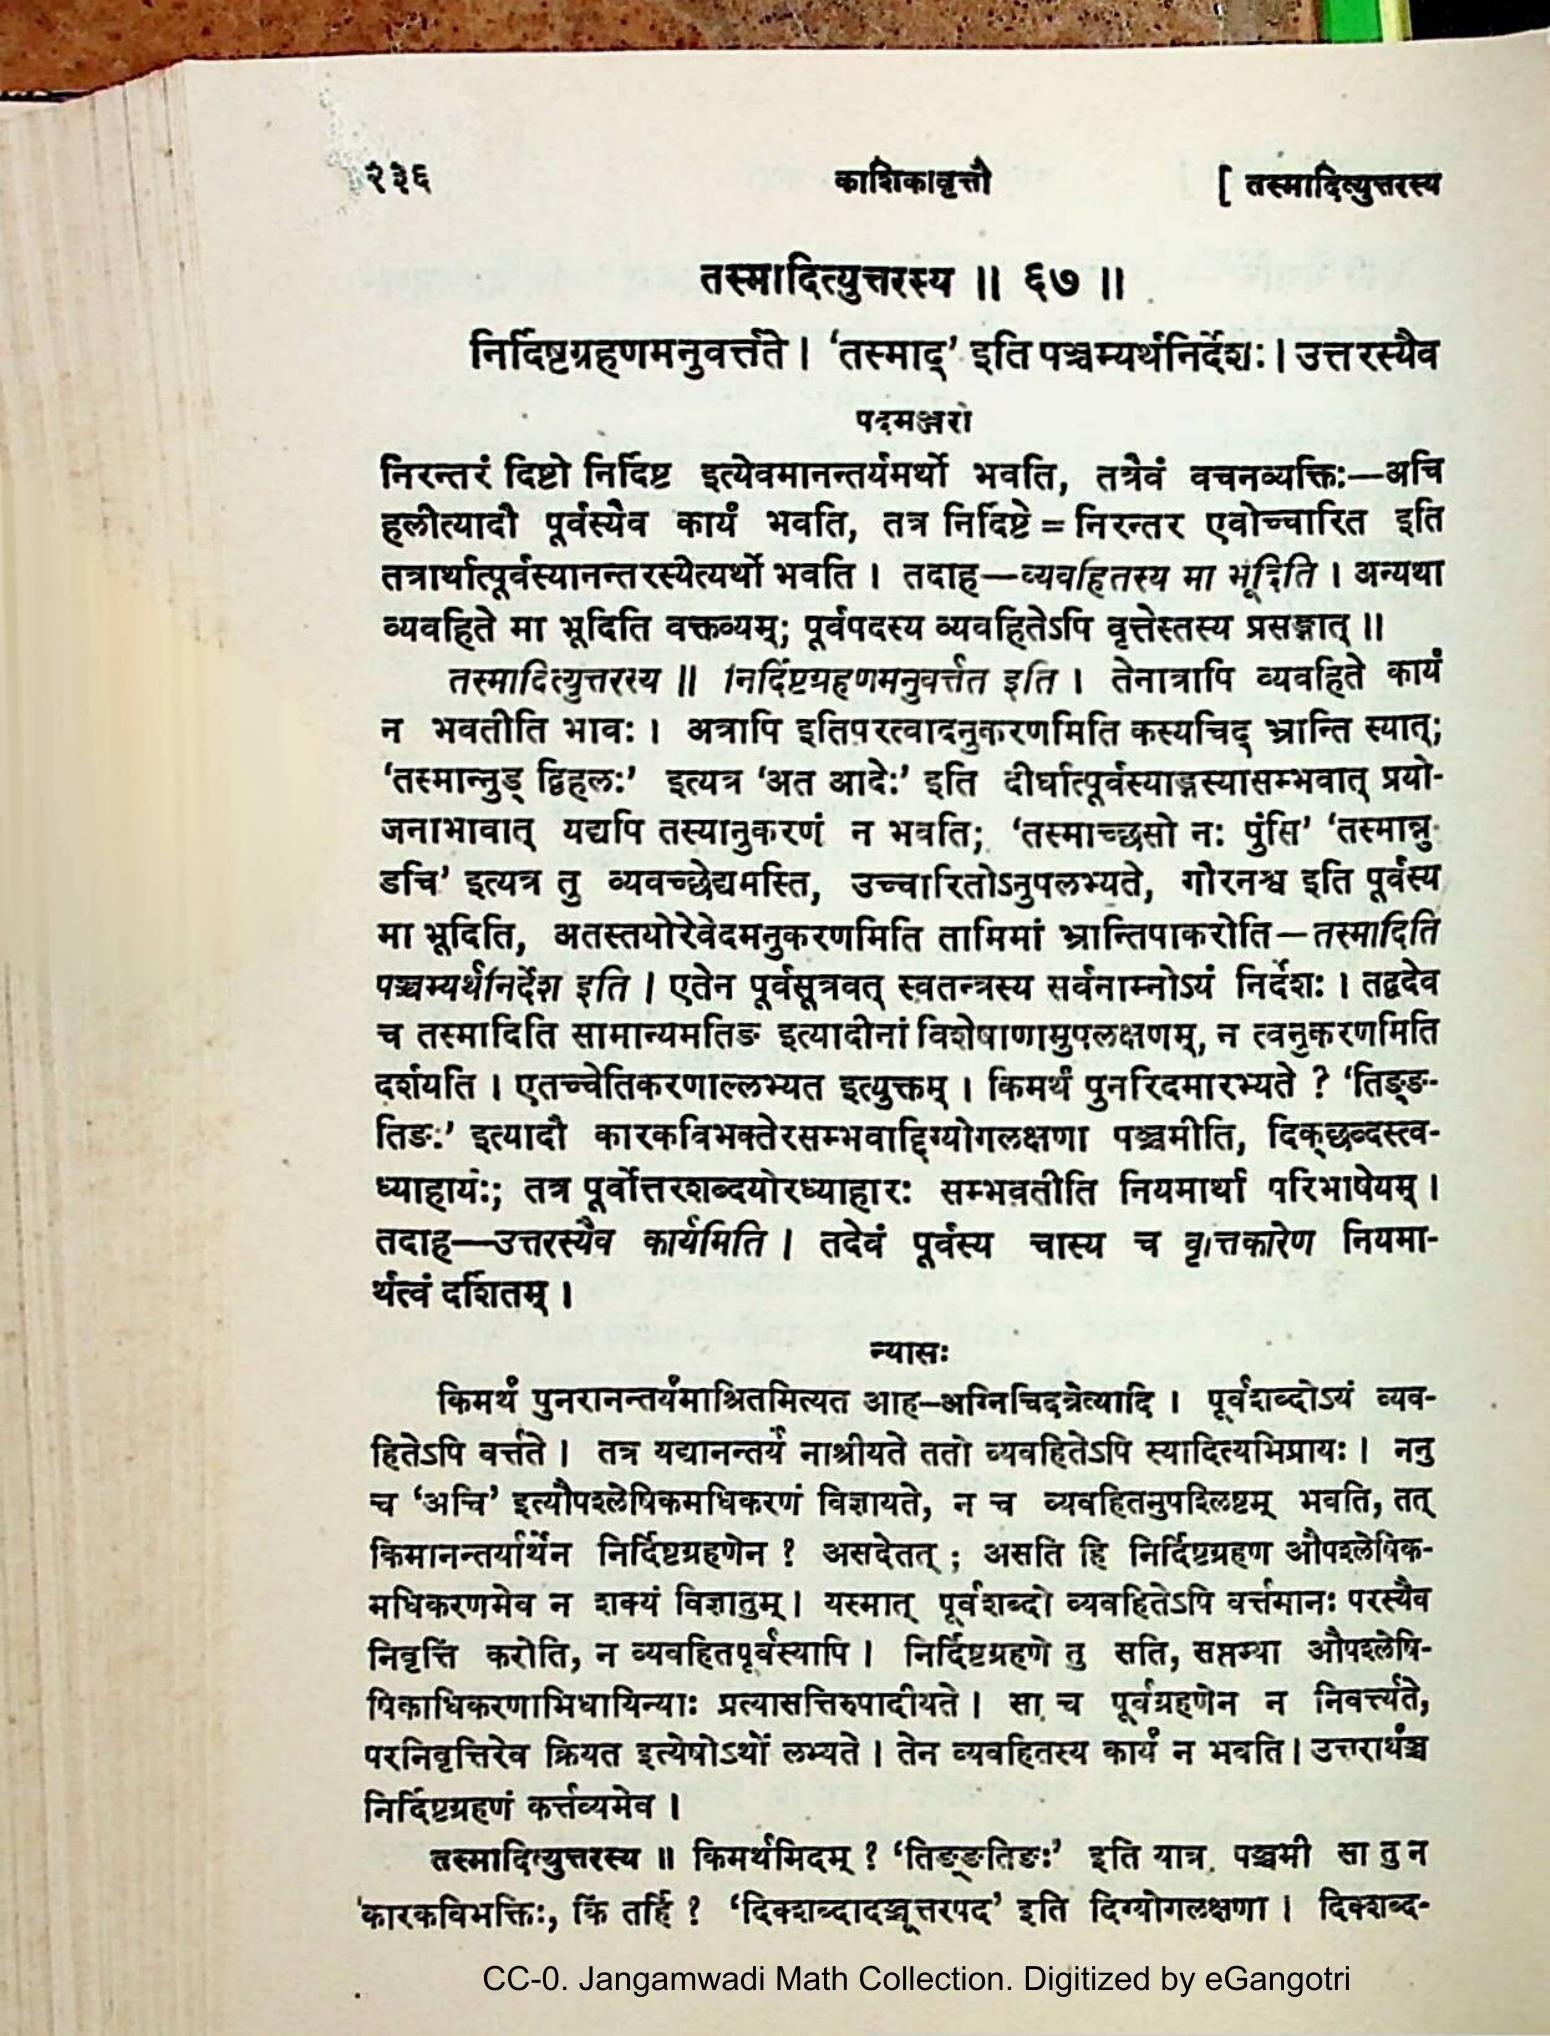 २३६ काशिकावृत्तौ [ तस्मादित्युत्तरस्य
तस्मादित्युत्तरस्य ॥ ६७ ॥
निर्दिष्टग्रहणमनुवर्त्तते । ‘तस्माद्’ इति पञ्चम्यर्थनिर्देशः । उत्तरस्यैव
पदमञ्जरी
निरन्तरं दिष्टो निर्दिष्ट इत्येवमानन्तर्यमर्थो भवति, तत्रैवं वचनव्यक्तिः—अचि
हलीत्यादौ पूर्वस्यैव कार्यं भवति, तत्र निर्दिष्टे = निरन्तर एवोच्चारित इति
तत्रार्थात्पूर्वस्यानन्तरस्येत्यर्थो भवति । तदाह—व्यवहितस्य मा भूदिति । अन्यथा
व्यवहिते मा भूदिति वक्तव्यम्; पूर्वपदस्य व्यवहितेऽपि वृत्तेस्तस्य प्रसङ्गात् ॥
तस्मादित्युत्तरस्य ॥ निर्दिष्टग्रहणमनुवर्त्तत इति । तेनात्रापि व्यवहिते कार्यं
न भवतीति भावः । अत्रापि इतिपरत्वादनुकरणमिति कस्यचिद् भ्रान्ति स्यात्;
‘तस्मान्नुड् द्विहलः’ इत्यत्र ‘अत आदेः’ इति दीर्घात्पूर्वस्याङ्गस्यासम्भवात् प्रयो-
जनाभावात् यद्यपि तस्यानुकरणं न भवति; ‘तस्माच्छसो नः पुंसि’ ‘तस्मान्नु-
डचि’ इत्यत्र तु व्यवच्छेद्यमस्ति, उच्चारितोऽनुपलभ्यते, गौरनश्व इति पूर्वस्य
मा भूदिति, अतस्तयोरेवेदमनुकरणमिति तामिमां भ्रान्तिपाकरोति—तस्मादिति
पञ्चम्यर्थनिर्देश इति । एतेन पूर्वसूत्रवत् स्वतन्त्रस्य सर्वनाम्नोऽयं निर्देशः । तद्वदेव
च तस्मादिति सामान्यमतिङ इत्यादीनां विशेषाणामुपलक्षणम्, न त्वनुकरणमिति
दर्शयति । एतच्चेतिकरणाल्लभ्यत इत्युक्तम् । किमर्थं पुनरिदमारभ्यते ? ‘तिङ्ङ-
तिङः’ इत्यादौ कारकविभक्तेरसम्भवाद्दिग्योगलक्षणा पञ्चमीति, दिक्छब्दस्त्व-
ध्याहार्यः; तत्र पूर्वोत्तरशब्दयोरध्याहारः सम्भवतीति नियमार्था परिभाषेयम् ।
तदाह—उत्तरस्यैव कार्यमिति । तदेवं पूर्वस्य चास्य च वृत्तिकारेण नियमा-
र्थत्वं दर्शितम् ।
न्यासः
किमर्थं पुनरानन्तर्यमाश्रितमित्यत आह–अग्निचिदत्रेत्यादि । पूर्वशब्दोऽयं व्यव-
हितेऽपि वर्त्तते । तत्र यद्यानन्तर्यं नाश्रीयते ततो व्यवहितेऽपि स्यादित्यभिप्रायः । ननु
च ‘अचि’ इत्यौपश्लेषिकमधिकरणं विज्ञायते, न च व्यवहितनुपश्लिष्टम् भवति, तत्
किमानन्तर्यार्थेन निर्दिष्टग्रहणेन ? असदेतत् ; असति हि निर्दिष्टग्रहण औपश्लेषिक-
मधिकरणमेव न शक्यं विज्ञातुम् । यस्मात् पूर्वशब्दो व्यवहितेऽपि वर्त्तमानः परस्यैव
निवृत्तिं करोति, न व्यवहितपूर्वस्यापि । निर्दिष्टग्रहणे तु सति, सप्तम्या औपश्लेषि-
षिकाधिकरणाभिधायिन्याः प्रत्यासत्तिरुपादीयते । सा च पूर्वग्रहणेन न निवर्त्त्यते,
परनिवृत्तिरेव क्रियत इत्येषोऽर्थो लभ्यते । तेन व्यवहितस्य कार्यं न भवति । उत्तरार्थञ्च
निर्दिष्टग्रहणं कर्त्तव्यमेव ।
तस्मादित्युत्तरस्य ॥ किमर्थमिदम् ? ‘तिङ्ङतिङः’ इति यात्र पञ्चमी सा तु न
कारकविभक्तिः, किं तर्हि ? ‘दिक्शब्दादञ्चूत्तरपद’ इति दिग्योगलक्षणा । दिक्शब्द-
CC-0. Jangamwadi Math Collection. Digitized by eGangotri